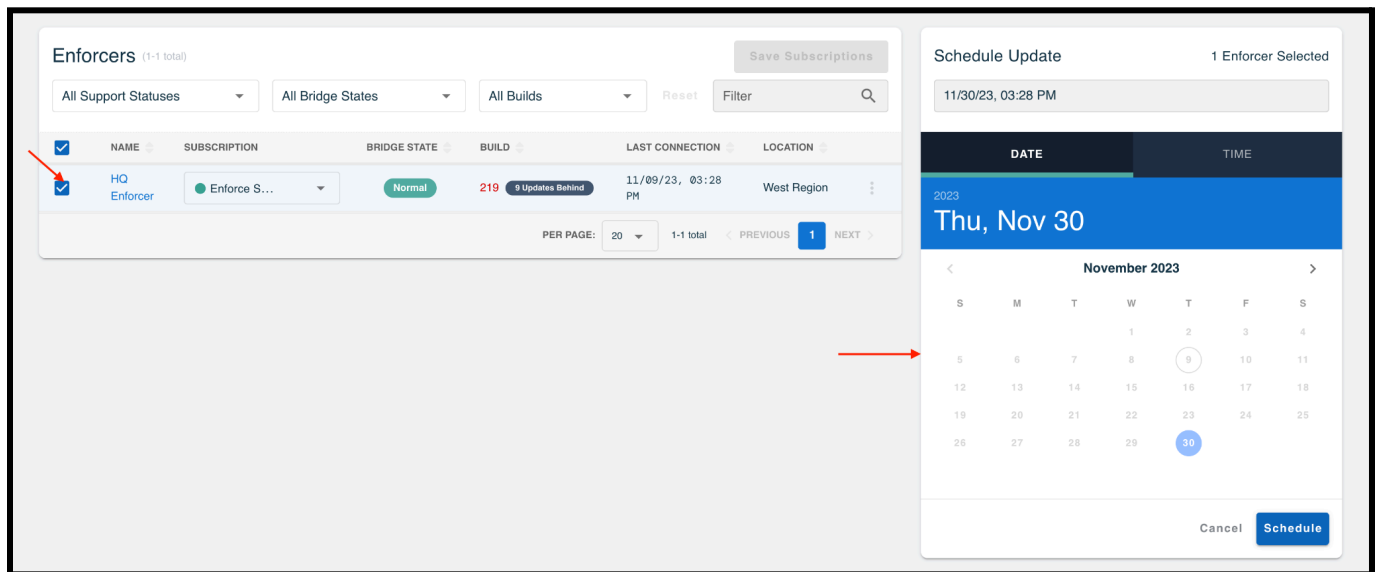 Enforcers (1-1 total)
Save Subscriptions
All Support Statuses
All Bridge States
All Builds
Reset
Filter
NAME
SUBSCRIPTION
BRIDGE STATE
BUILD
LAST CONNECTION
LOCATION
HQ
Enforcer
Enforce S...
Normal
219
9 Updates Behind
11/09/23, 03:28
PM
West Region
PER PAGE:
20
1-1 total
< PREVIOUS
1
NEXT >
Schedule Update
1 Enforcer Selected
11/30/23, 03:28 PM
DATE
TIME
2023
Thu, Nov 30
November 2023
S M T W T F S
1 2 3 4
5 6 7 8 9 10 11
12 13 14 15 16 17 18
19 20 21 22 23 24 25
26 27 28 29 30
Cancel
Schedule